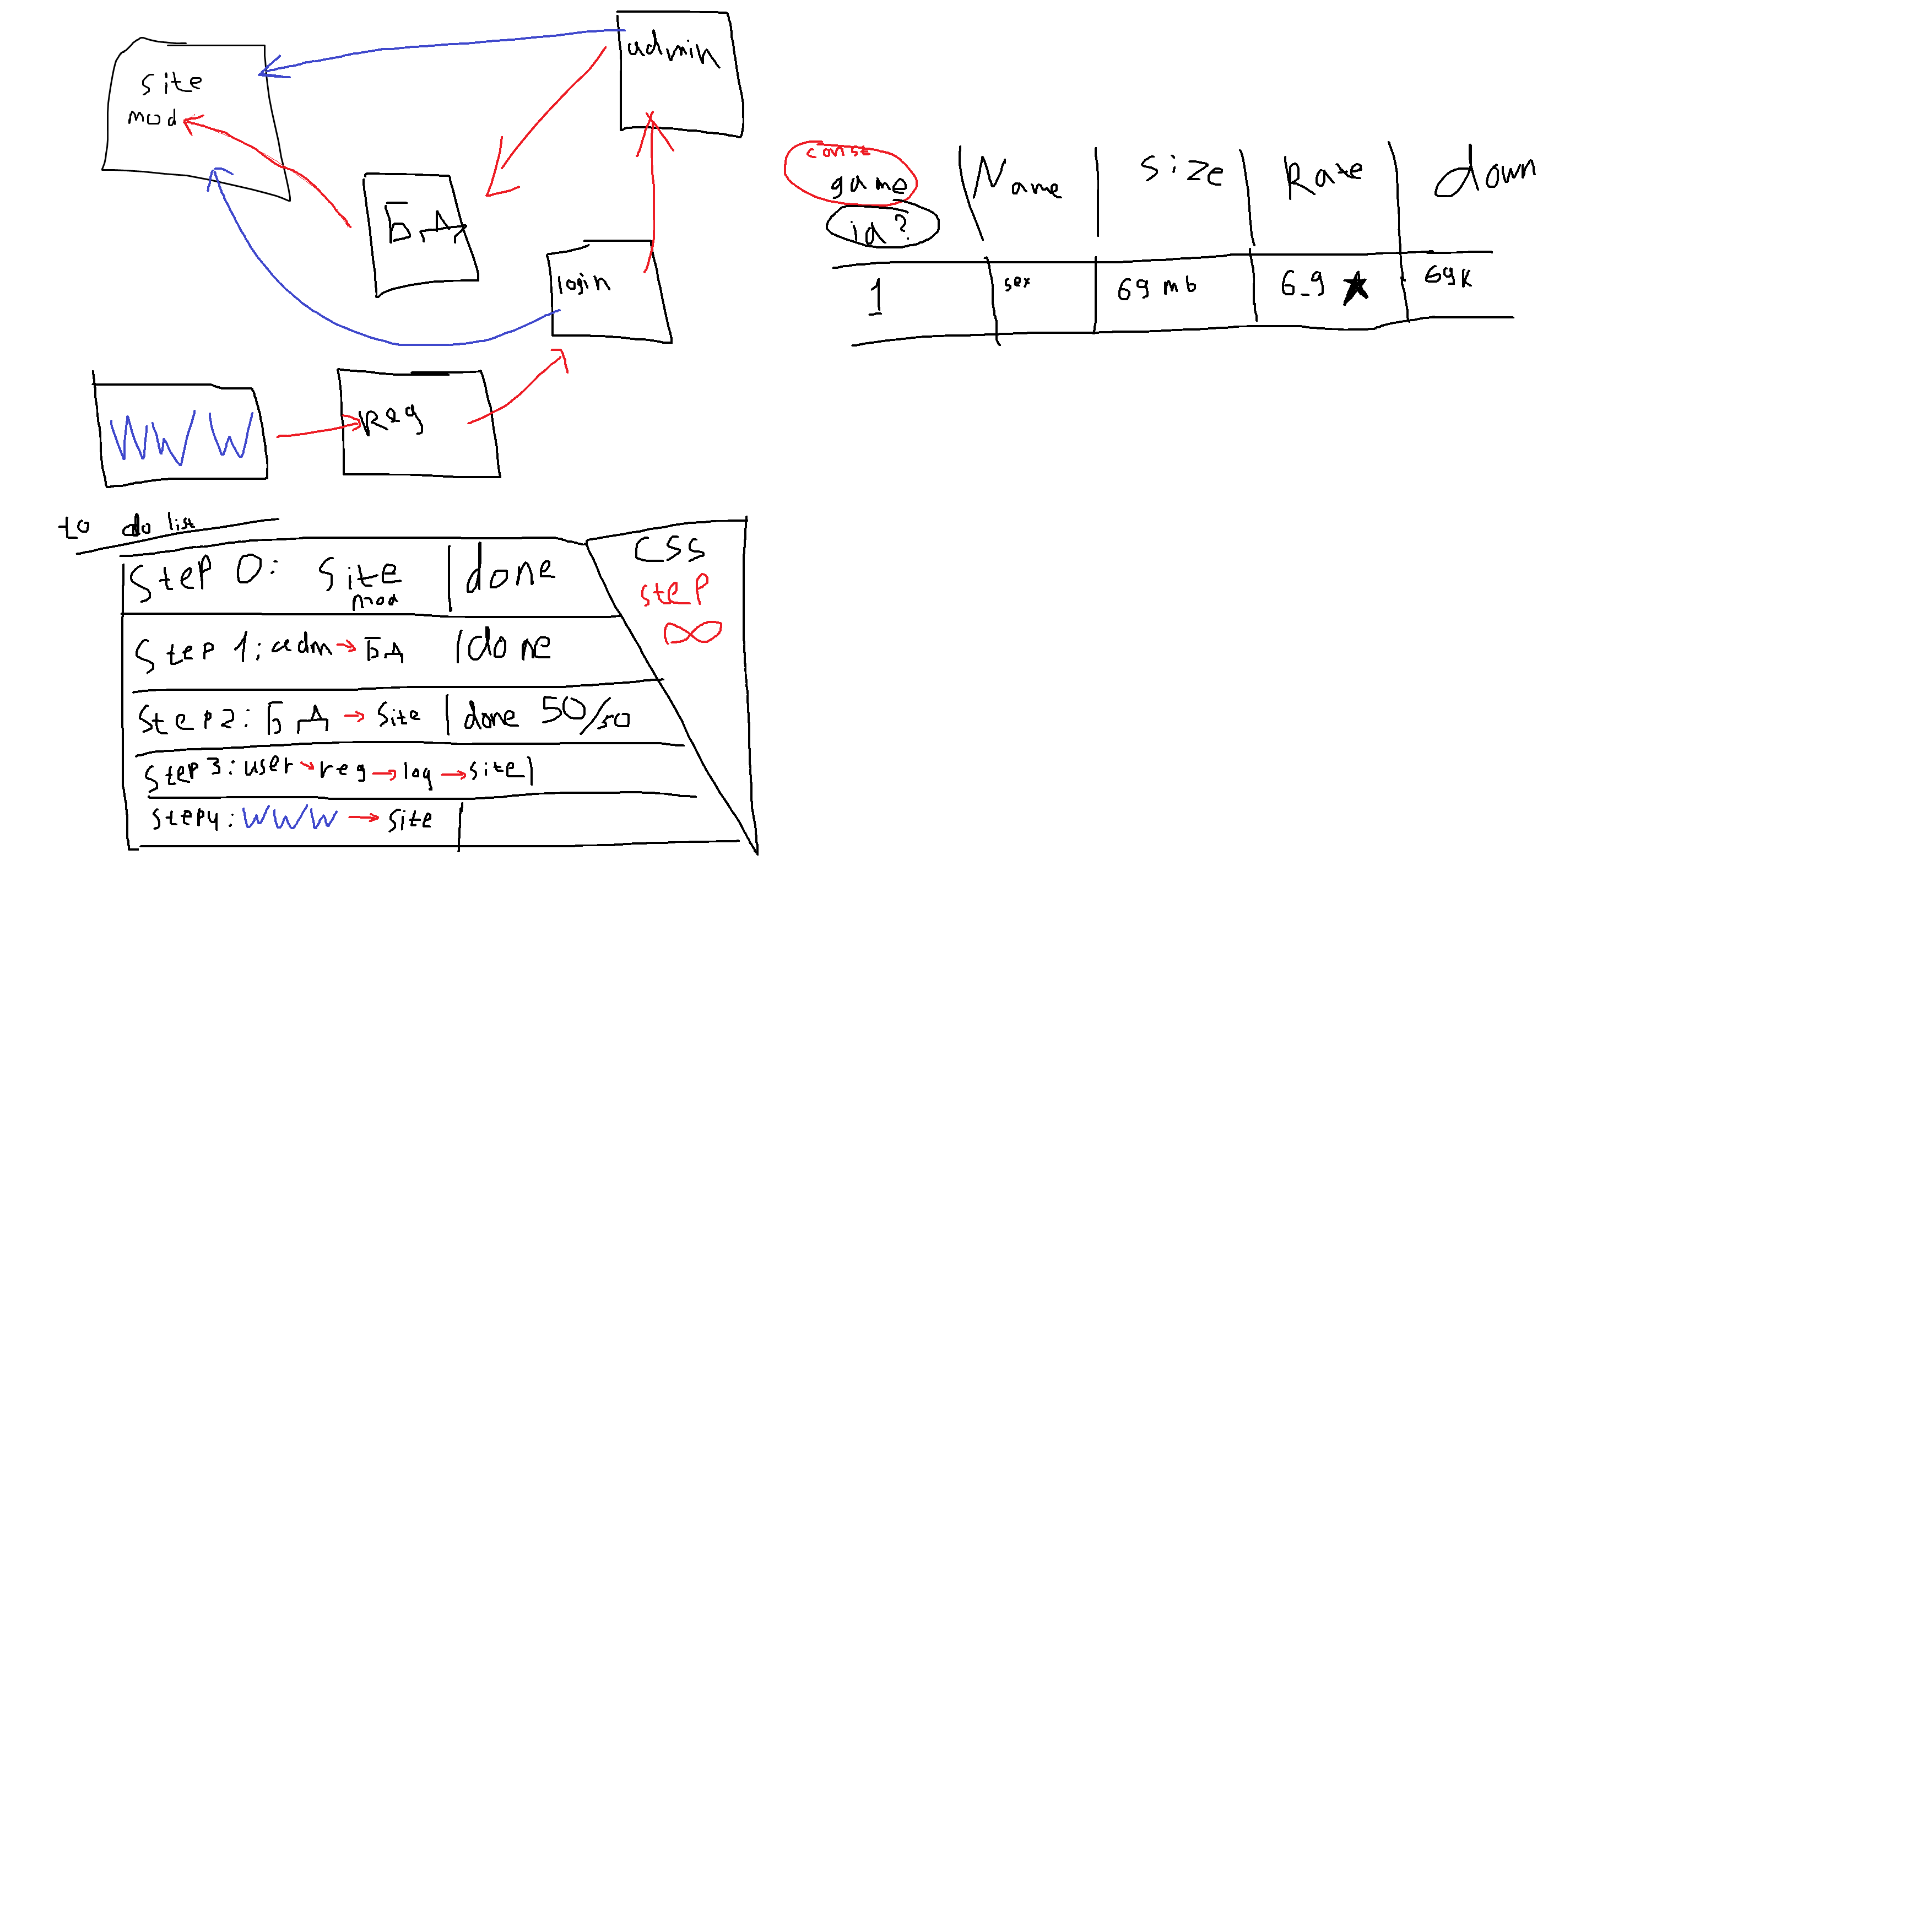 admin
site
mod
БД
login
WWW
Reg
const
game
id?
Name
Size
Rate
down
1
sex
69 mb
6.9 ★
69K
to do list
Step 0: Site
mod
done
Step 1: adm → БД
done
Step 2: БД → Site
done 50/50
Step 3: user → reg → log → site
Step 4: WWW → Site
CSS
step
∞